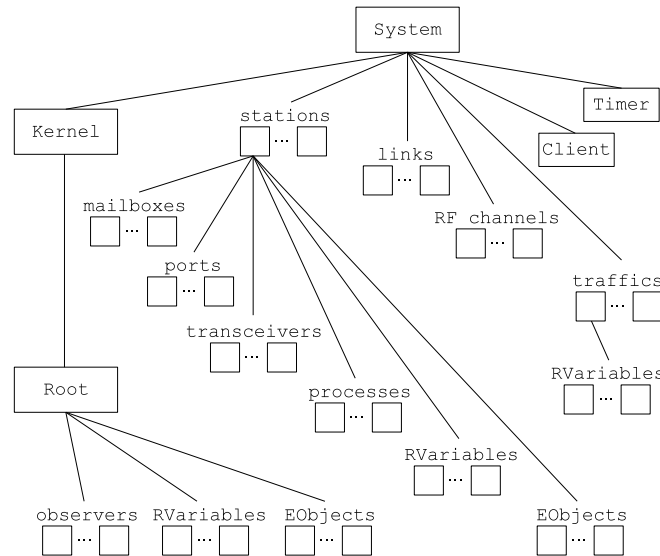 System
Timer
stations
Kernel
...
Client
links
...
mailboxes
RF channels
...
...
ports
traffics
...
...
transceivers
...
RVariables
Root
processes
...
...
RVariables
...
observers
RVariables
EObjects
EObjects
...
...
...
...